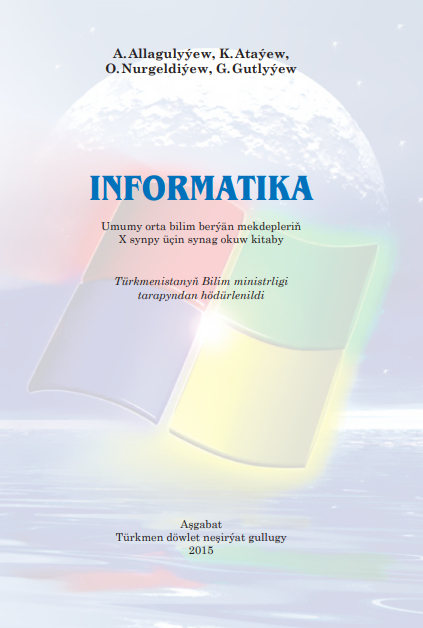 A. Allagulyýew, K. Ataýew,
O. Nurgeldiýew, G. Gutlyýew
INFORMATIKA
Umumy orta bilim berýän mekdepleriň
X synpy üçin synag okuw kitaby
Türkmenistanyň Bilim ministrligi
tarapyndan hödürlenildi
Aşgabat
Türkmen döwlet neşirýat gullugy
2015